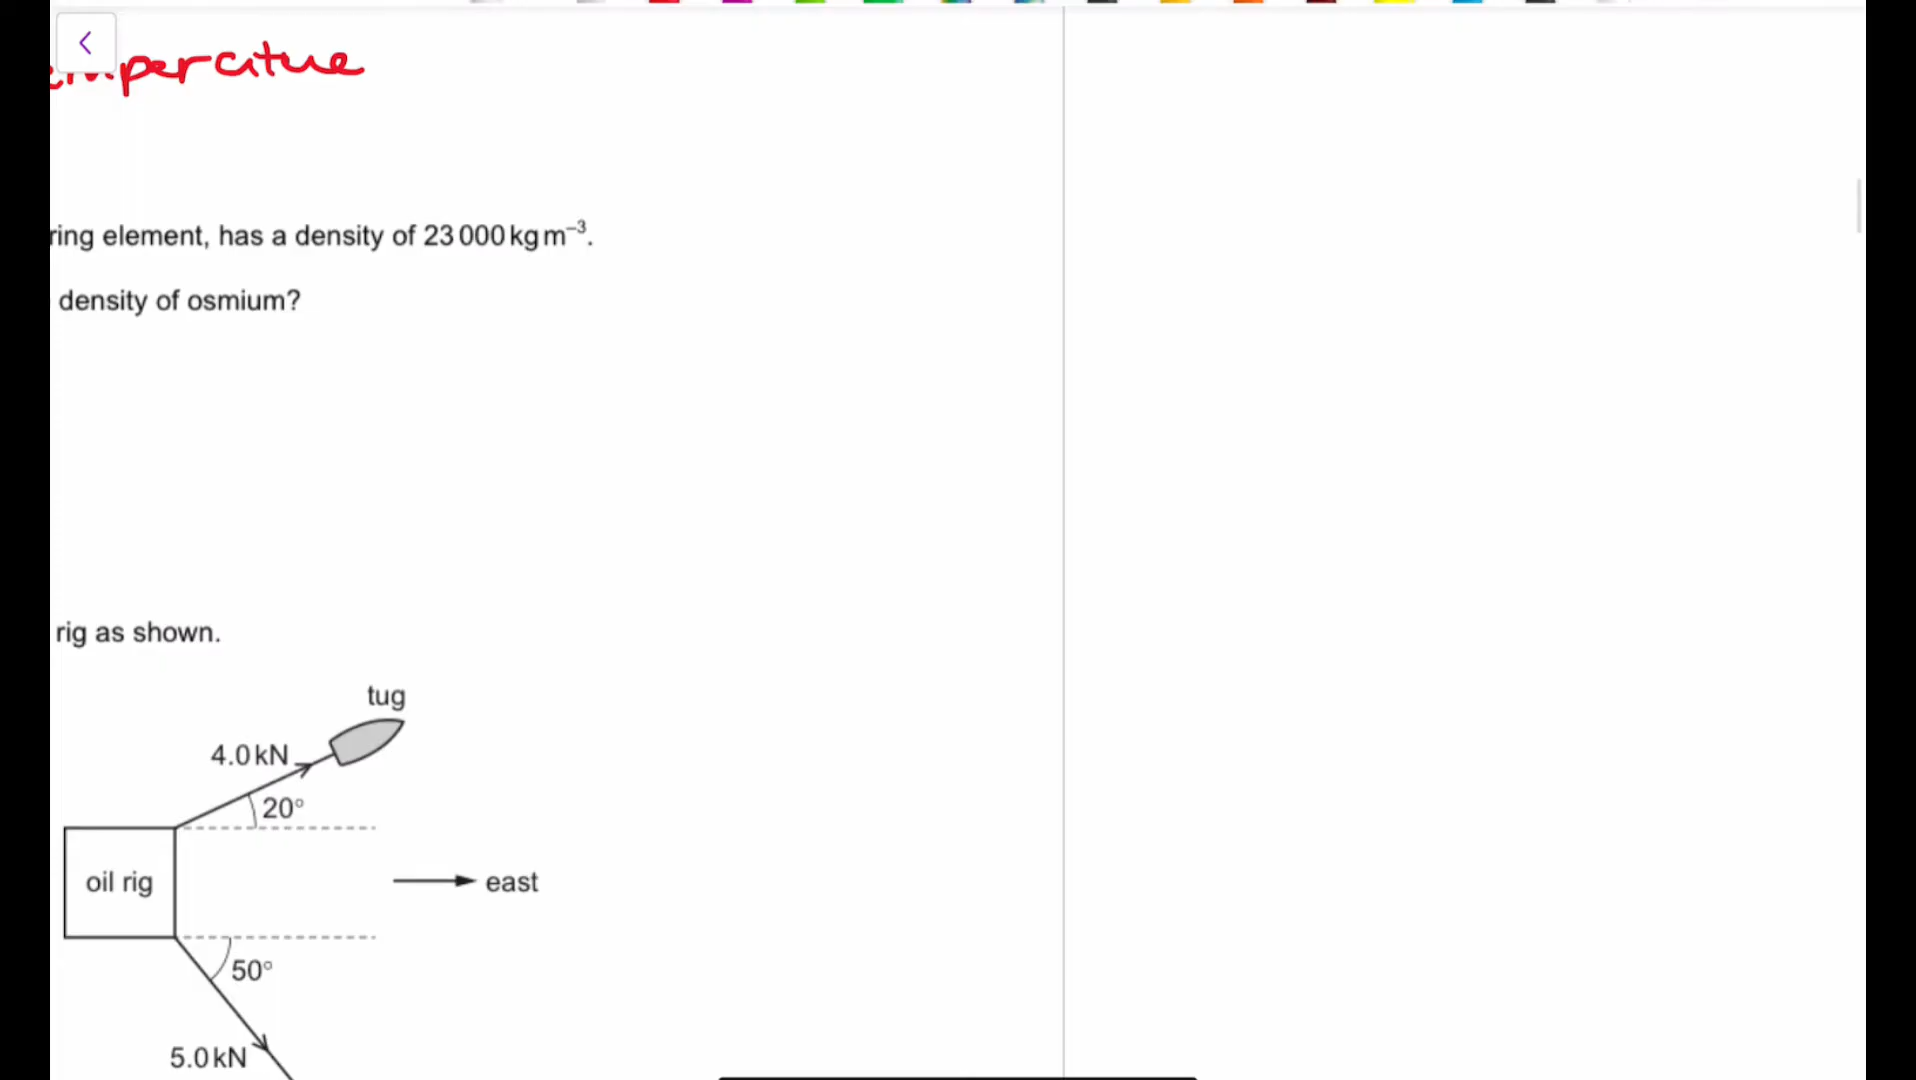 ring element, has a density of 23 000 kg m⁻³.
density of osmium?
rig as shown.
tug
4.0 kN
20°
oil rig
east
50°
5.0 kN